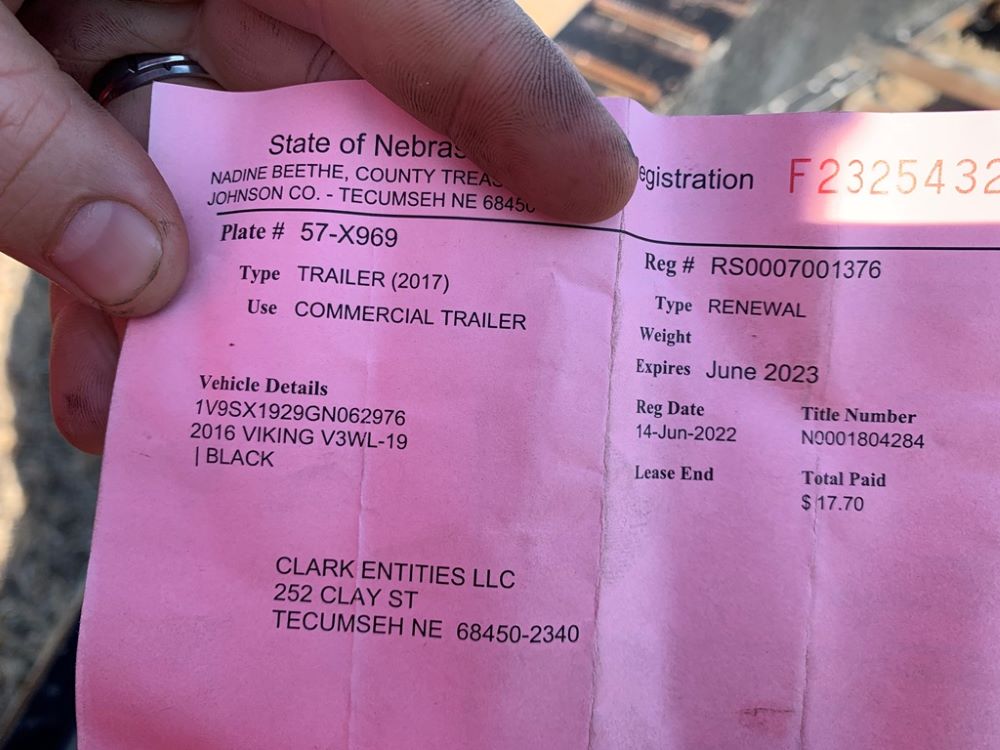 State of Nebras
NADINE BEETHE, COUNTY TREAS
JOHNSON CO. - TECUMSEH NE 68450
egistration F2325432
Plate # 57-X969
Type TRAILER (2017)
Use COMMERCIAL TRAILER
Vehicle Details
1V9SX1929GN062976
2016 VIKING V3WL-19
| BLACK
CLARK ENTITIES LLC
252 CLAY ST
TECUMSEH NE 68450-2340
Reg # RS0007001376
Type RENEWAL
Weight
Expires June 2023
Reg Date
14-Jun-2022
Title Number
N0001804284
Lease End
Total Paid
$ 17.70